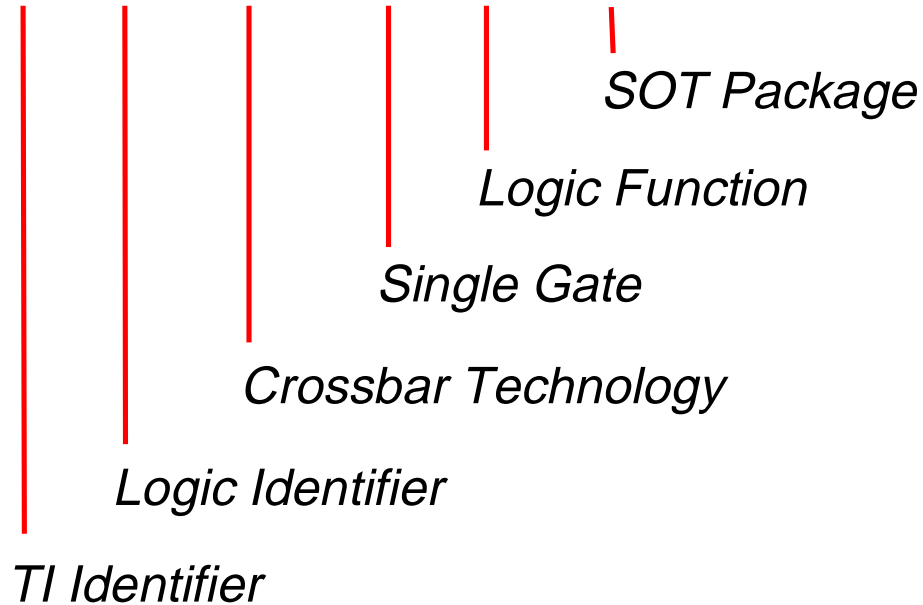 SOT Package
Logic Function
Single Gate
Crossbar Technology
Logic Identifier
TI Identifier